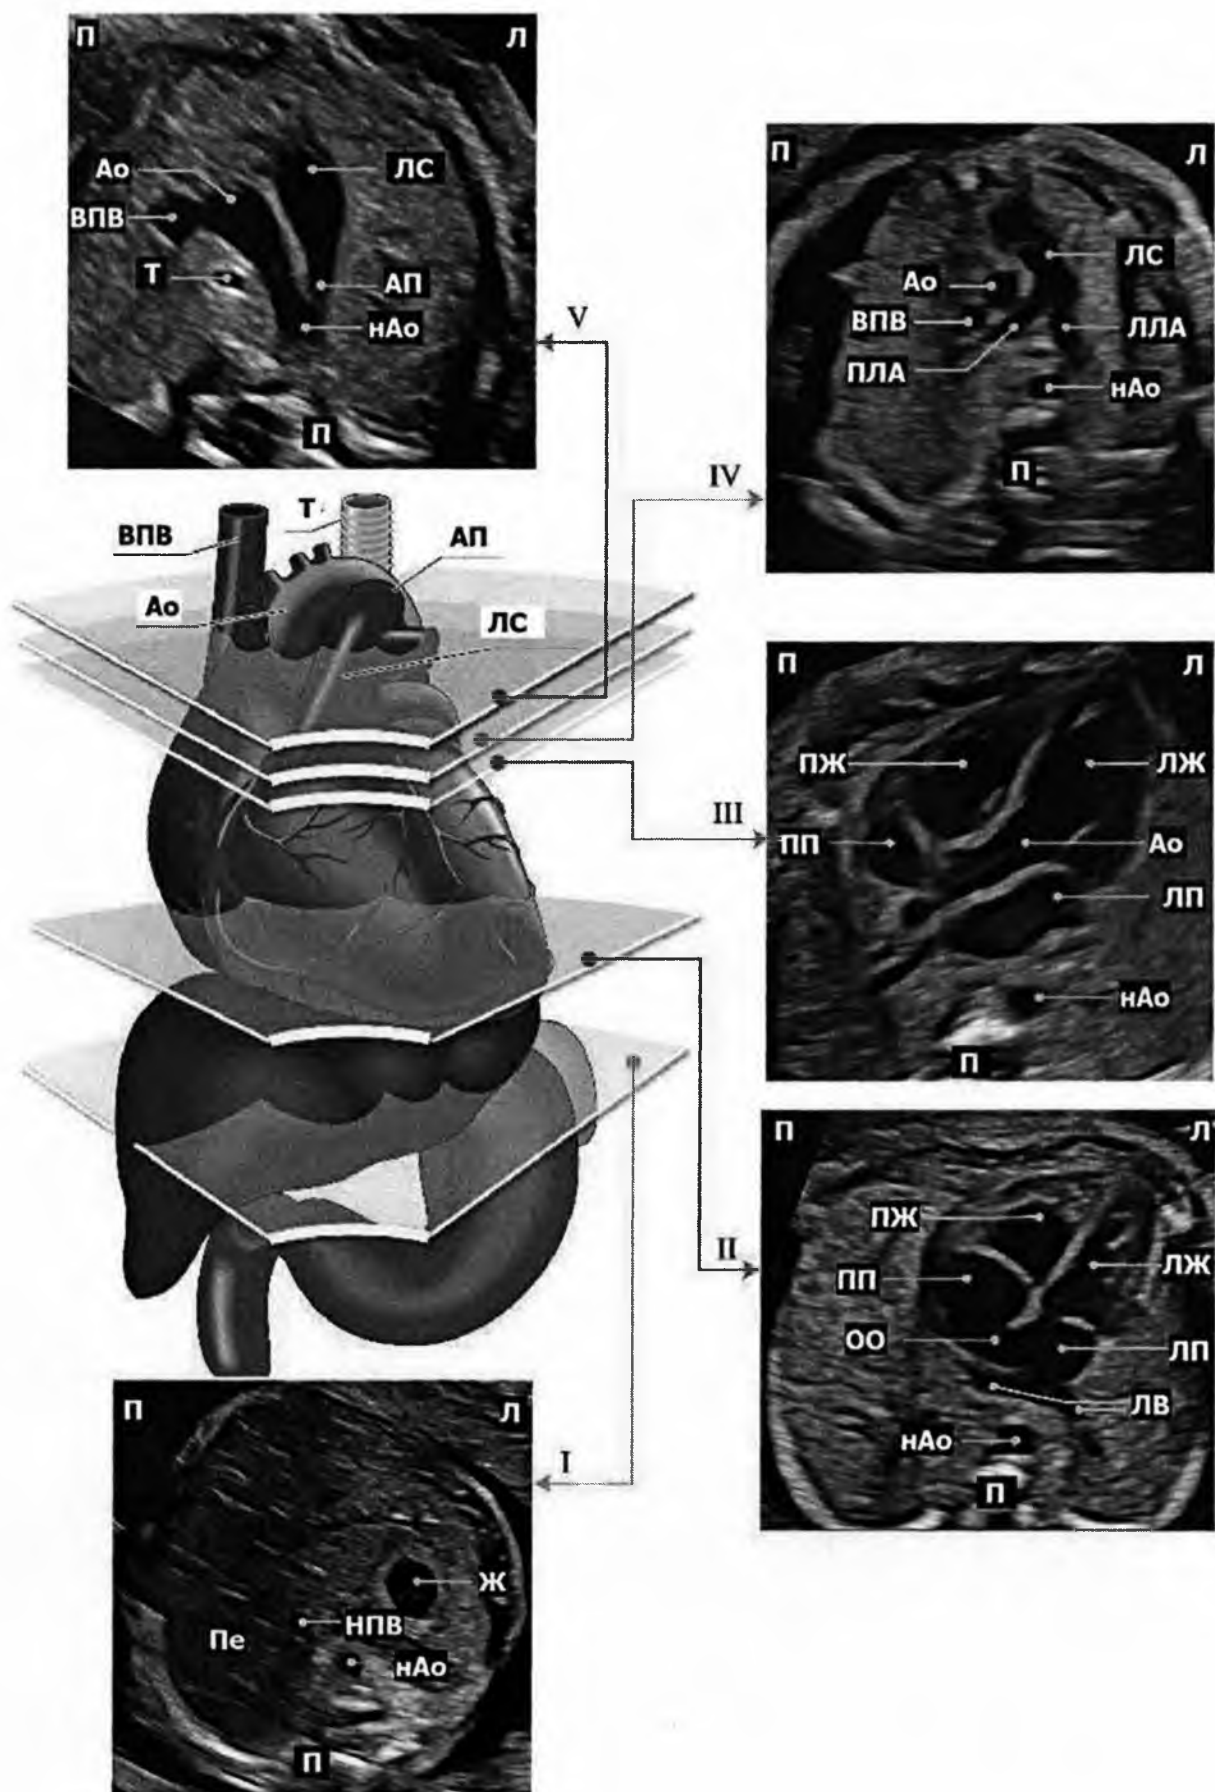 П Л
Ао ЛС
ВПВ
Т АП
нАо
П
V
П Л
ЛС
Ао
ВПВ ЛЛА
ПЛА
нАо
П
IV
ВПВ Т АП
Ао ЛС
П Л
ПЖ ЛЖ
ПП Ао
ЛП
нАо
П
III
П Л
ПЖ
ЛЖ
ПП
ОО ЛП
ЛВ
нАо
П
II
П Л
I
Ж
НПВ
Пе нАо
П